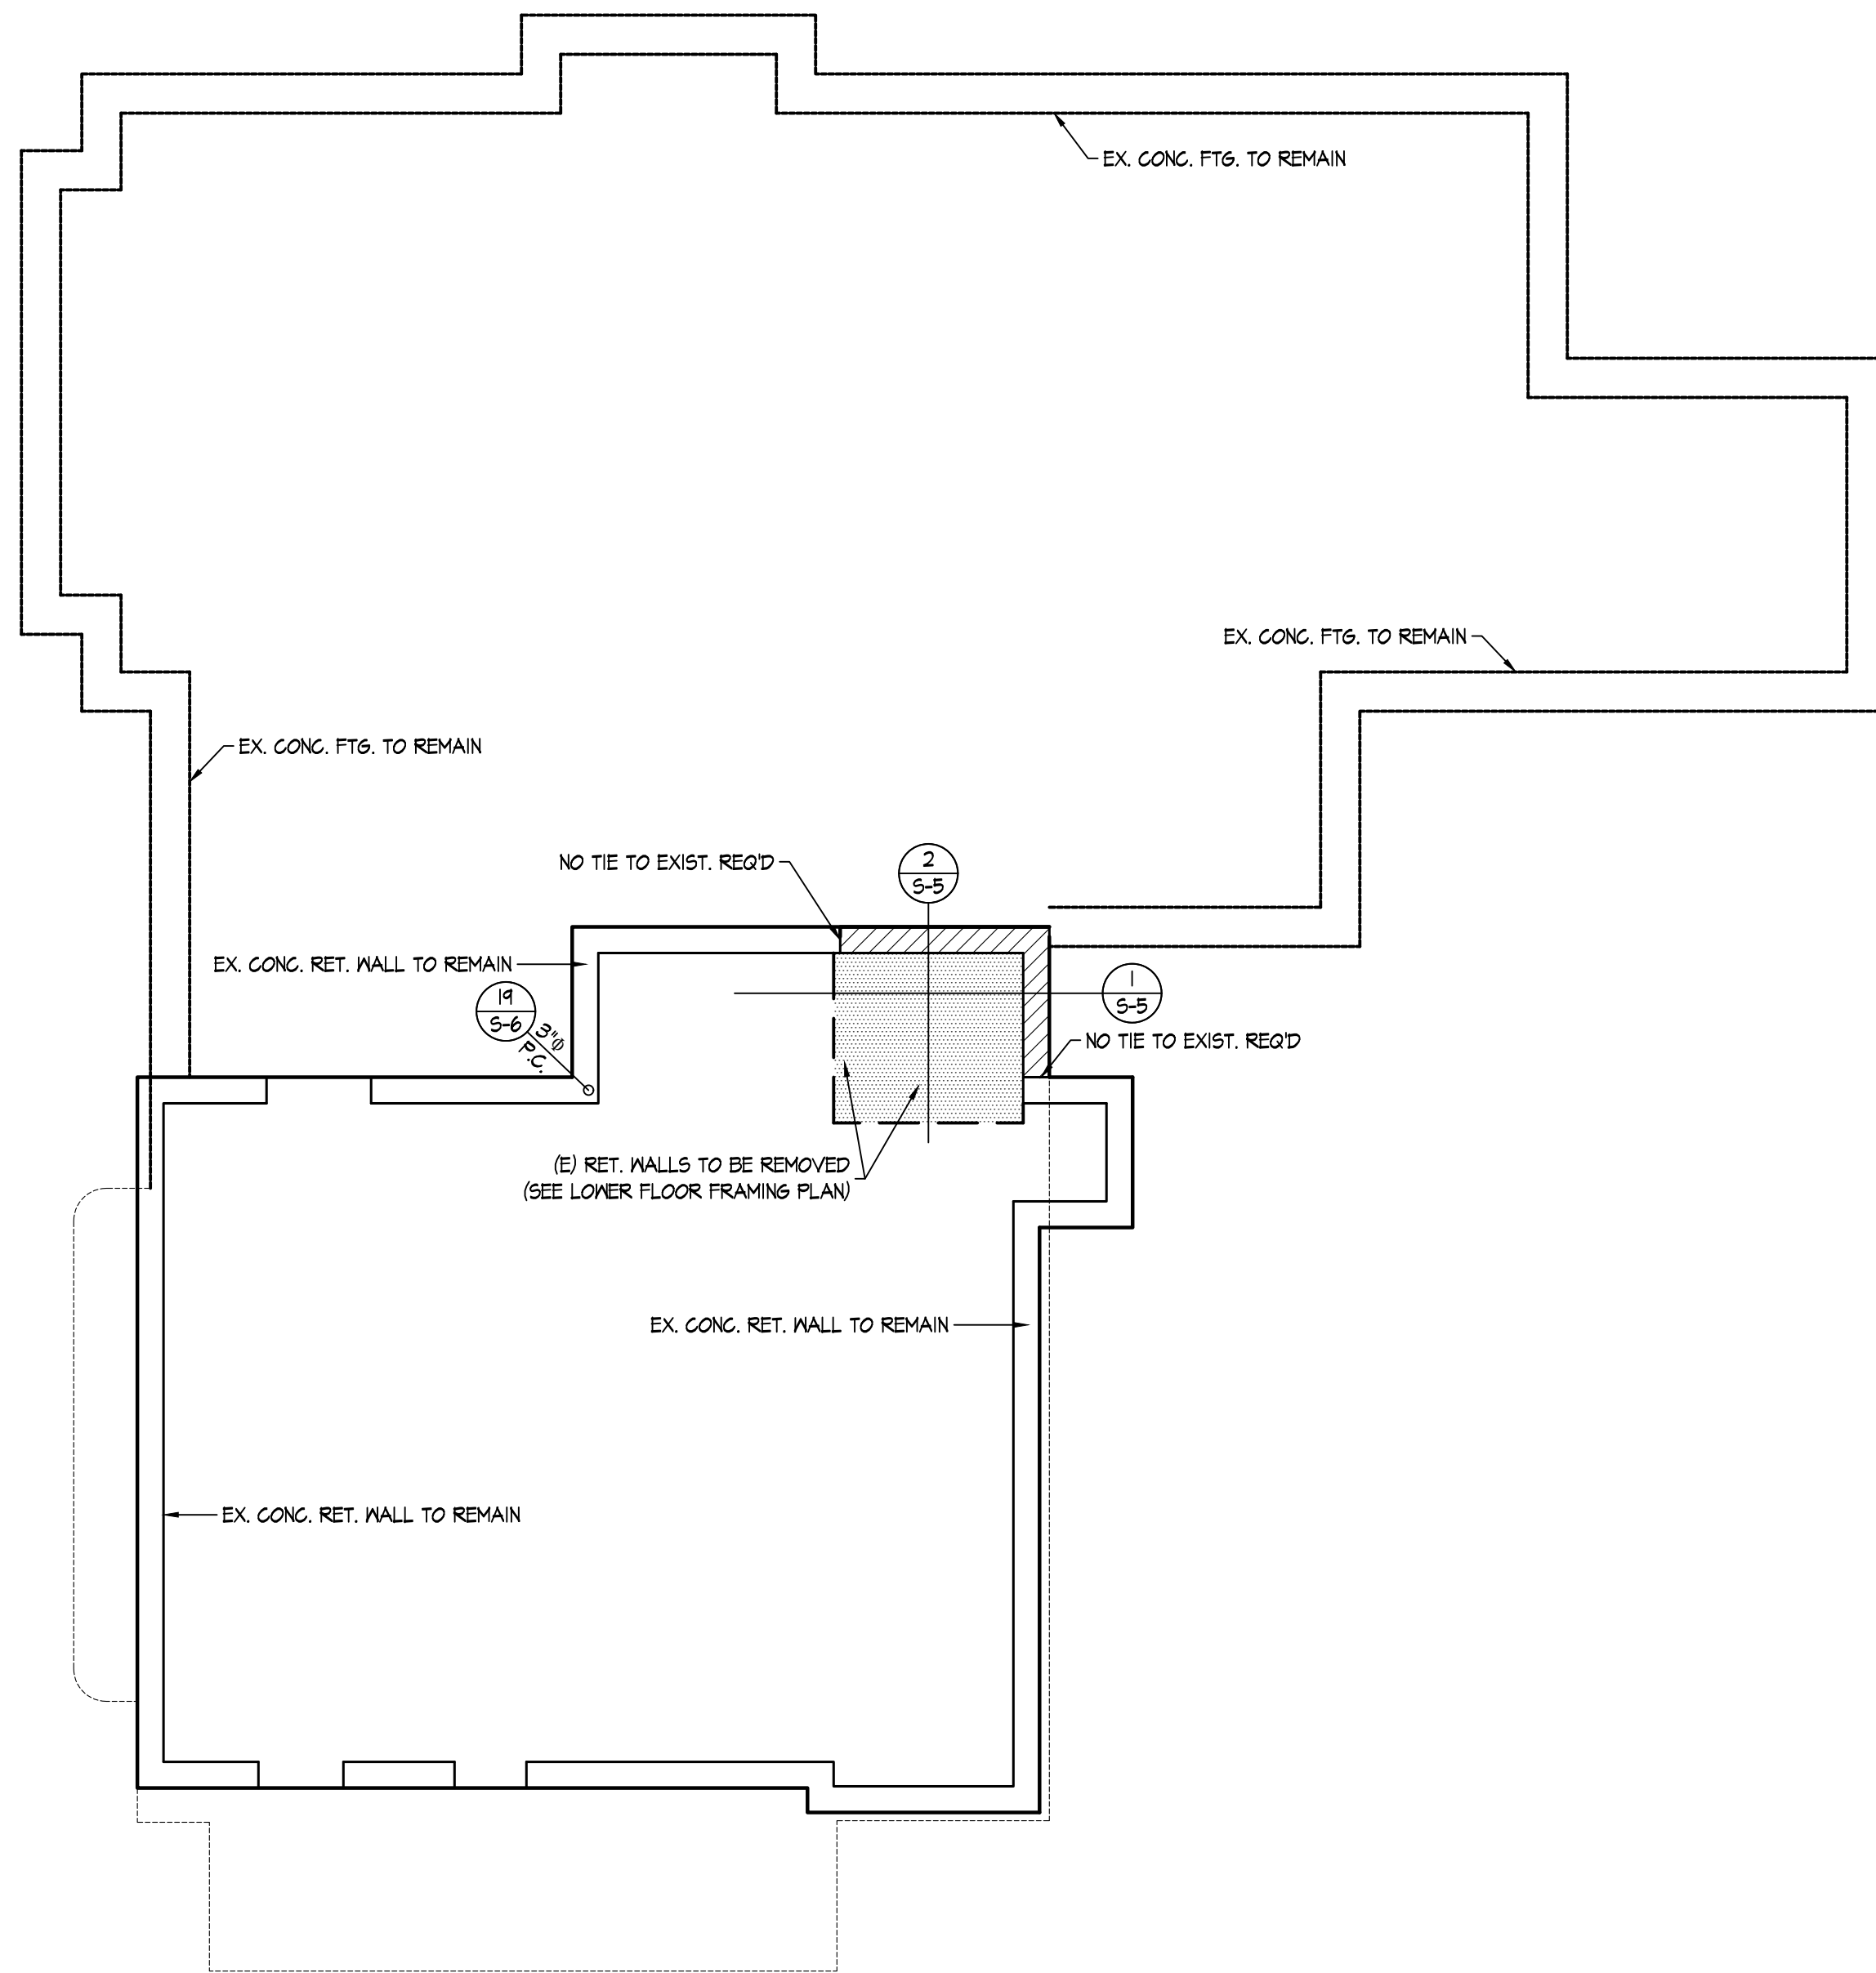 EX. CONC. FTG. TO REMAIN
EX. CONC. FTG. TO REMAIN
EX. CONC. FTG. TO REMAIN
NO TIE TO EXIST. REQ'D
2
S-5
EX. CONC. RET. WALL TO REMAIN
19
S-6
3"Φ
P.C.
1
S-5
NO TIE TO EXIST. REQ'D
(E) RET. WALLS TO BE REMOVED
(SEE LOWER FLOOR FRAMING PLAN)
EX. CONC. RET. WALL TO REMAIN
EX. CONC. RET. WALL TO REMAIN